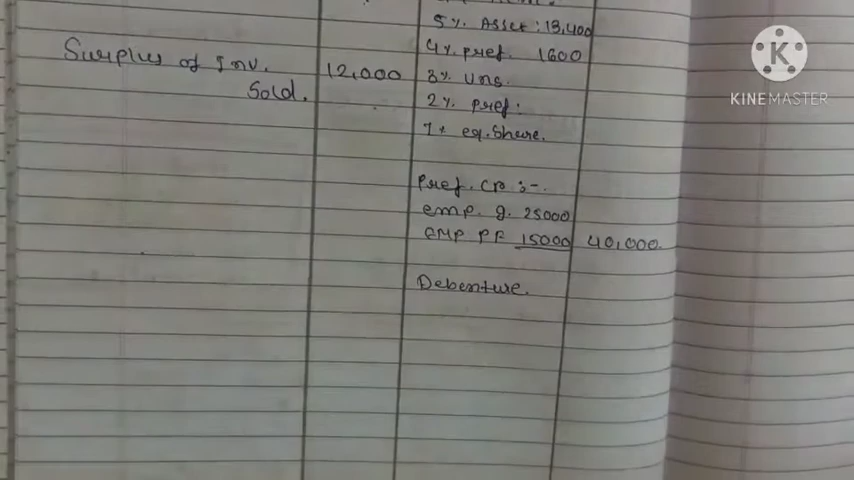 5%. Asset : 13,400
4% pref. 1600
Surplus of Inv. 12,000
Sold.
3% Uns.
2% pref :
1% eq. Share.
Pref. cr :-
emp. g. 25000
emp PF 15000 40,000.
Debenture.
K
KINEMASTER